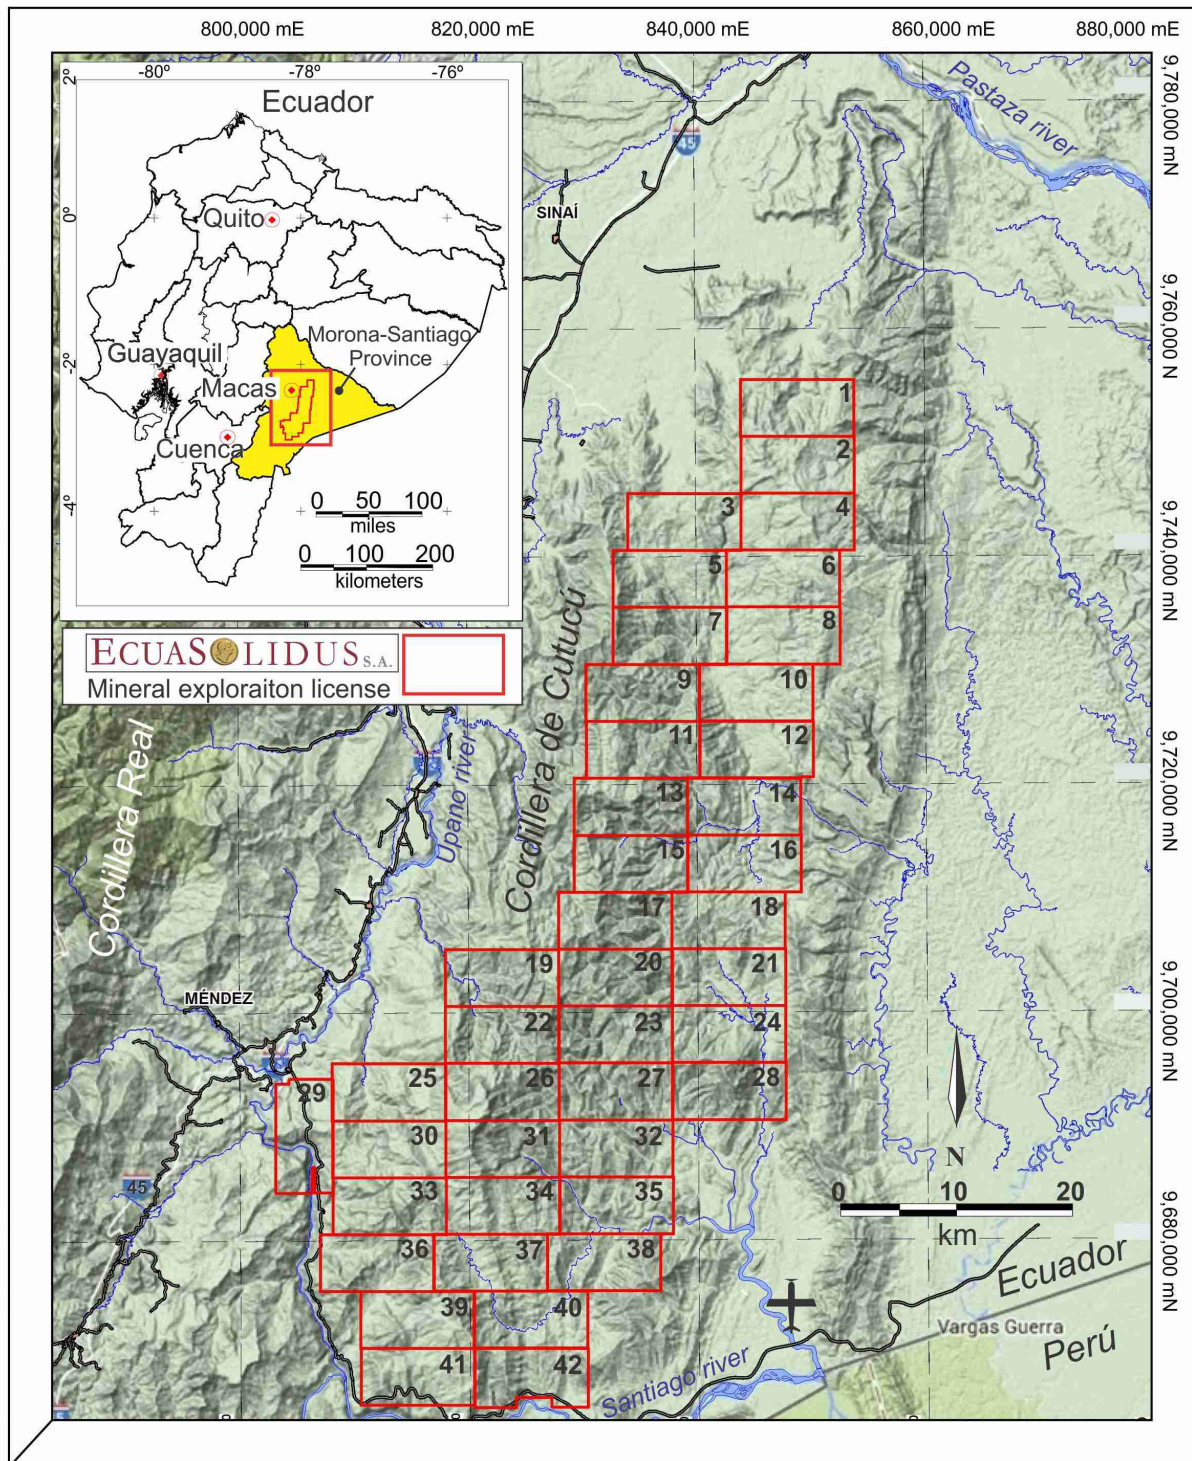 800,000 mE 820,000 mE 840,000 mE 860,000 mE 880,000 mE
9,780,000 mN
9,760,000 N
9,740,000 mN
9,720,000 mN
9,700,000 mN
9,680,000 mN
-80° -78° -76°
2°
0°
-2°
-4°
Ecuador
Quito
Guayaquil
Morona-Santiago
Province
Macas
Cuenca
0 50 100
miles
0 100 200
kilometers
ECUASOLIDUS S.A.
Mineral exploraiton license
Pastaza river
45
SINAÍ
Cordillera de Cutucú
Cordillera Real
Upano river
MÉNDEZ
45
1
2
3 4
5 6
7 8
9 10
11 12
13 14
15 16
17 18
19 20 21
22 23 24
25 26 27 28
29
30 31 32
33 34 35
36 37 38
39 40
41 42
N
0 10 20
km
Ecuador
Vargas Guerra
Perú
Santiago river